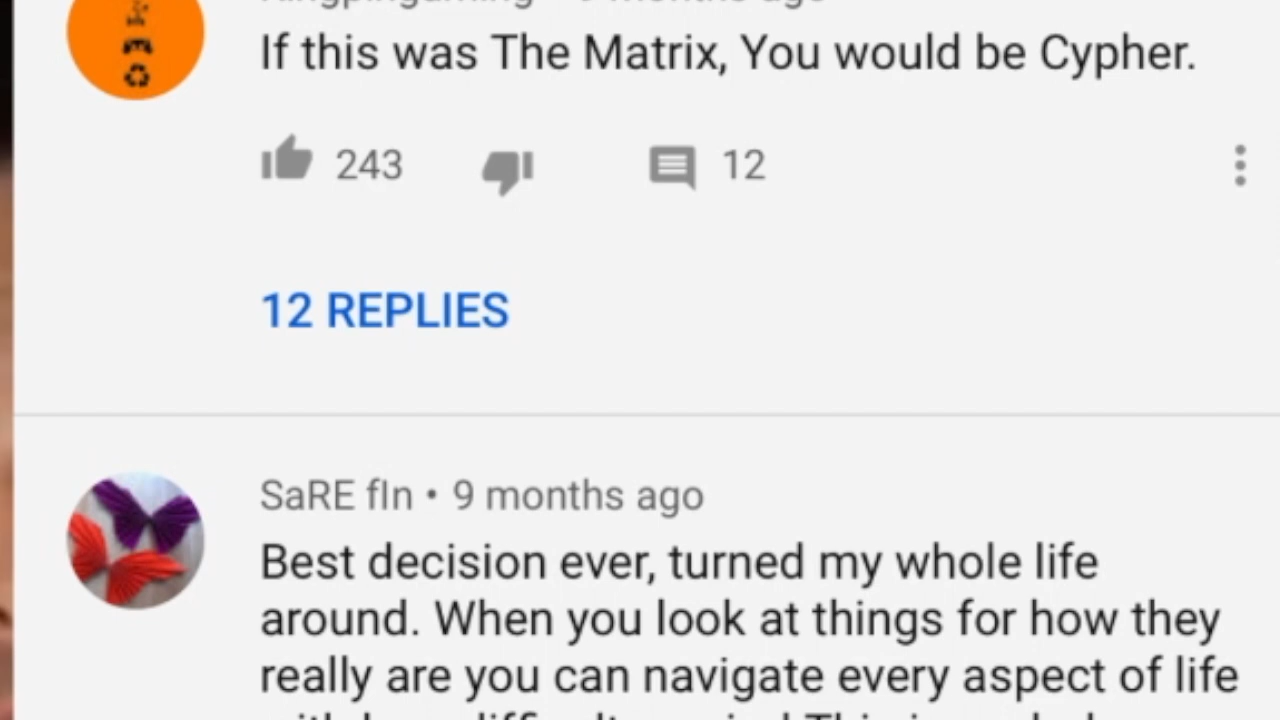 If this was The Matrix, You would be Cypher.
243
12
12 REPLIES
SaRE fln • 9 months ago
Best decision ever, turned my whole life
around. When you look at things for how they
really are you can navigate every aspect of life